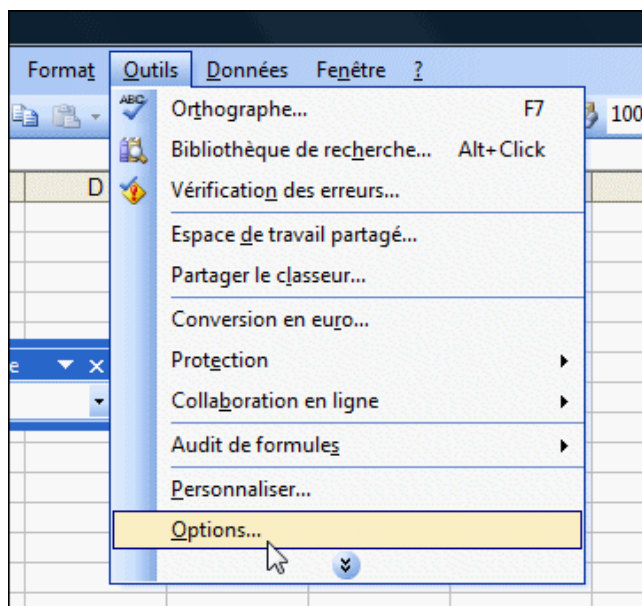 Format Outils Données Fenêtre ?
ABC Orthographe... F7
100
Bibliothèque de recherche... Alt+Click
D
Vérification des erreurs...
Espace de travail partagé...
Partager le classeur...
Conversion en euro...
e
Protection
Collaboration en ligne
Audit de formules
Personnaliser...
Options...